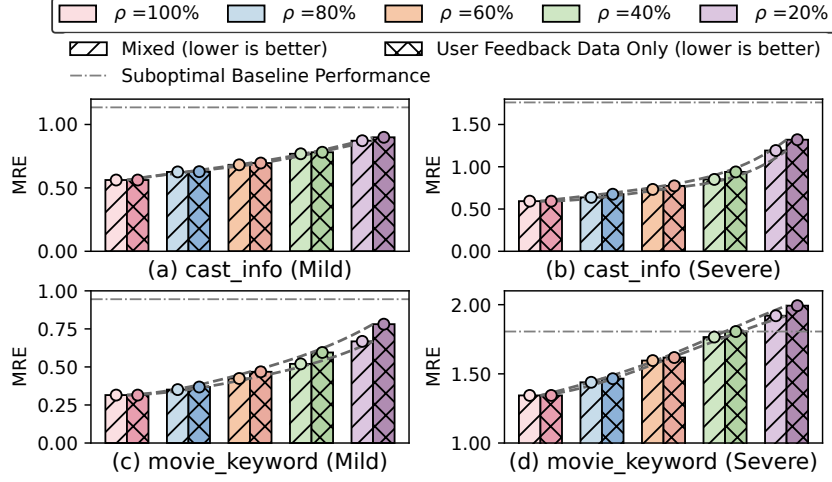 ρ =100% ρ =80% ρ =60% ρ =40% ρ =20%
Mixed (lower is better) User Feedback Data Only (lower is better)
Suboptimal Baseline Performance
MRE
1.00
0.50
0.00
(a) cast_info (Mild)
MRE
1.50
1.00
0.50
0.00
(b) cast_info (Severe)
MRE
1.00
0.75
0.50
0.25
0.00
(c) movie_keyword (Mild)
MRE
2.00
1.50
1.00
(d) movie_keyword (Severe)